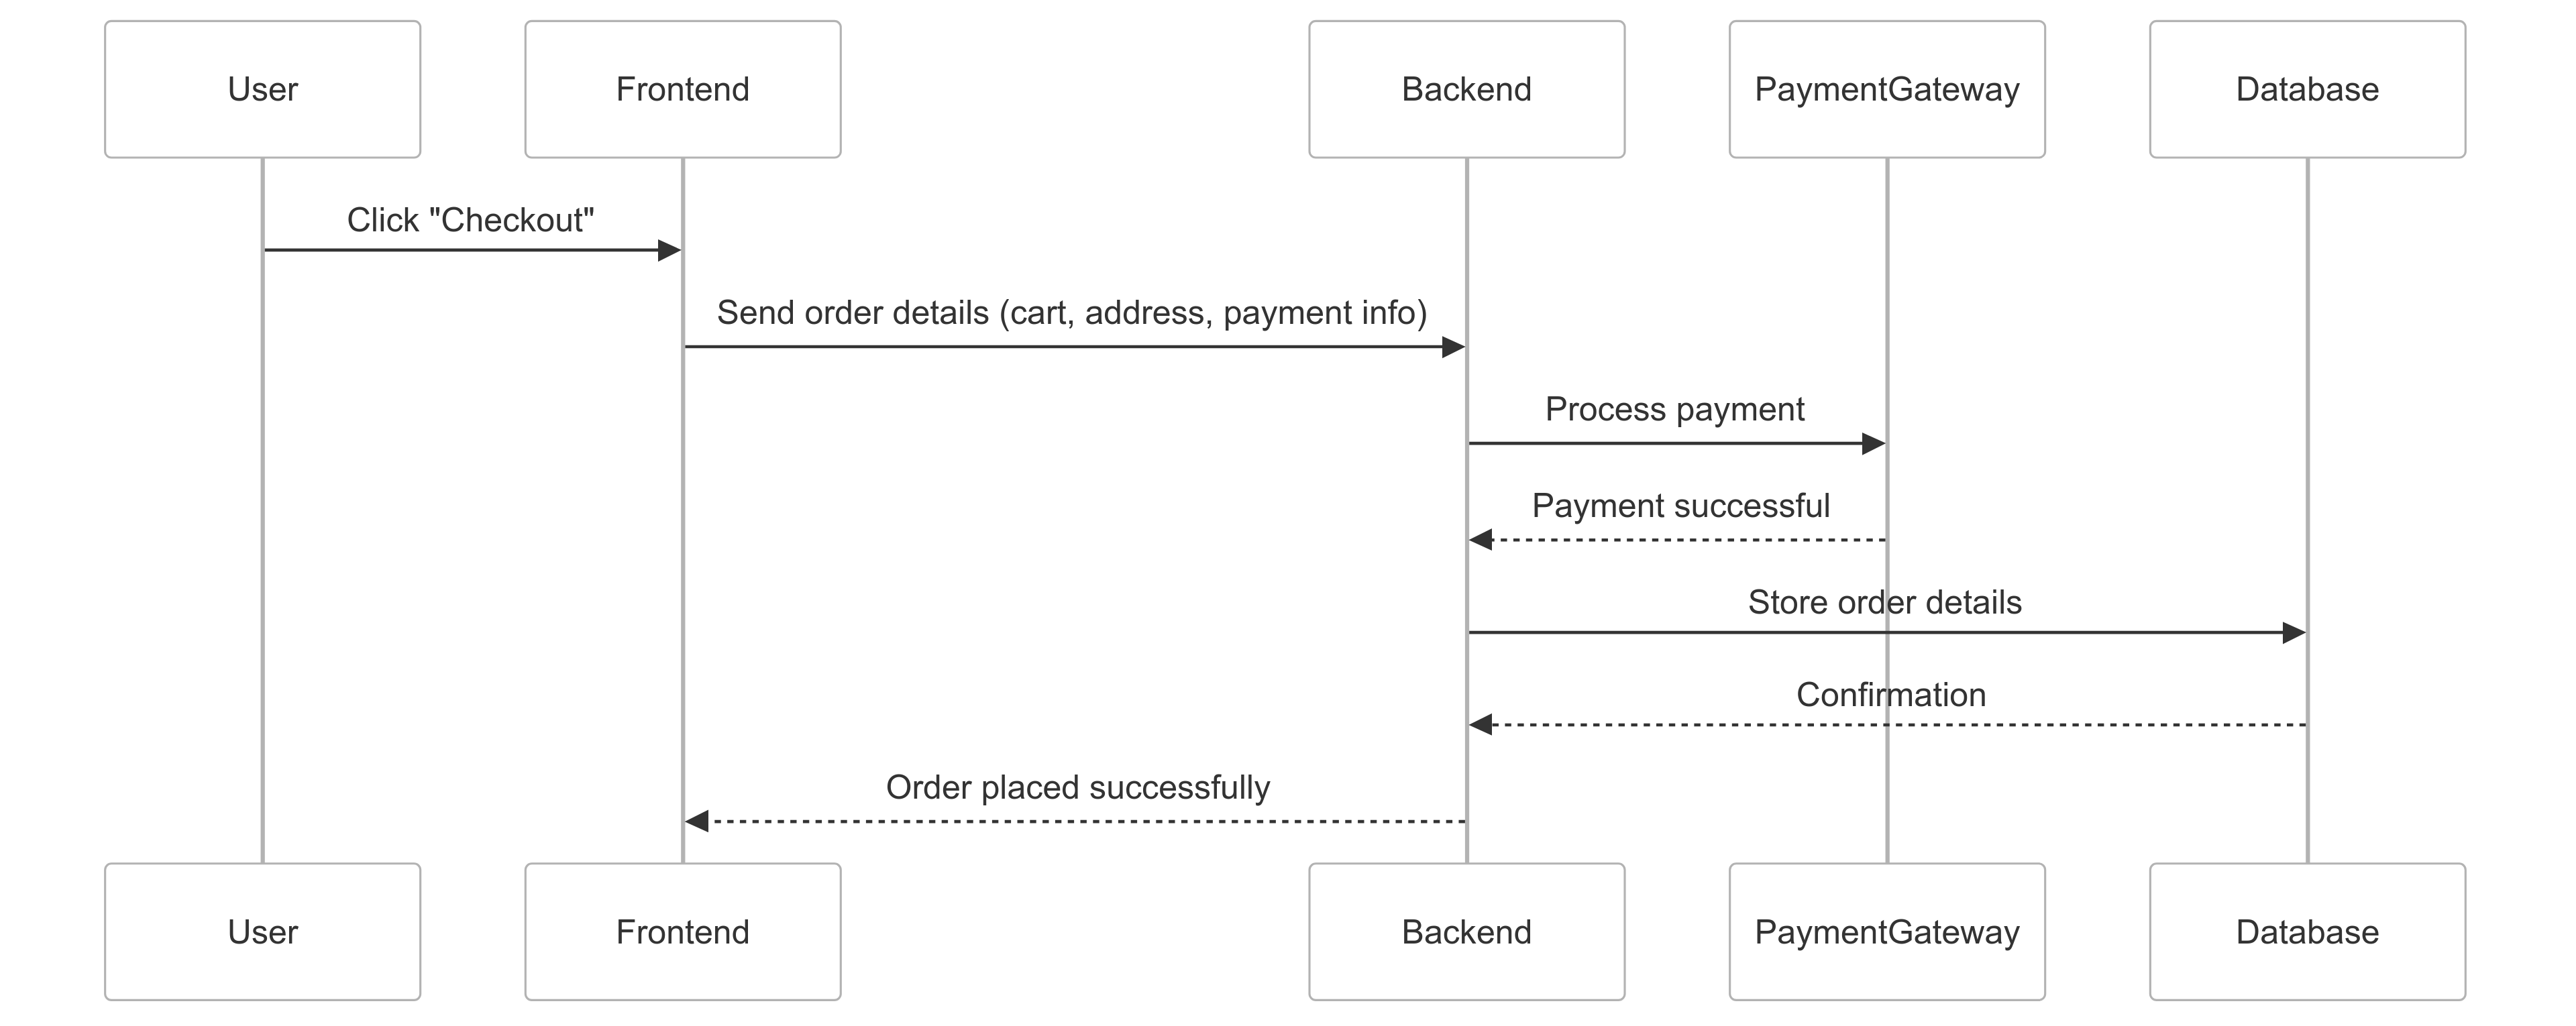 User
Frontend
Backend
PaymentGateway
Database
Click "Checkout"
Send order details (cart, address, payment info)
Process payment
Payment successful
Store order details
Confirmation
Order placed successfully
User
Frontend
Backend
PaymentGateway
Database